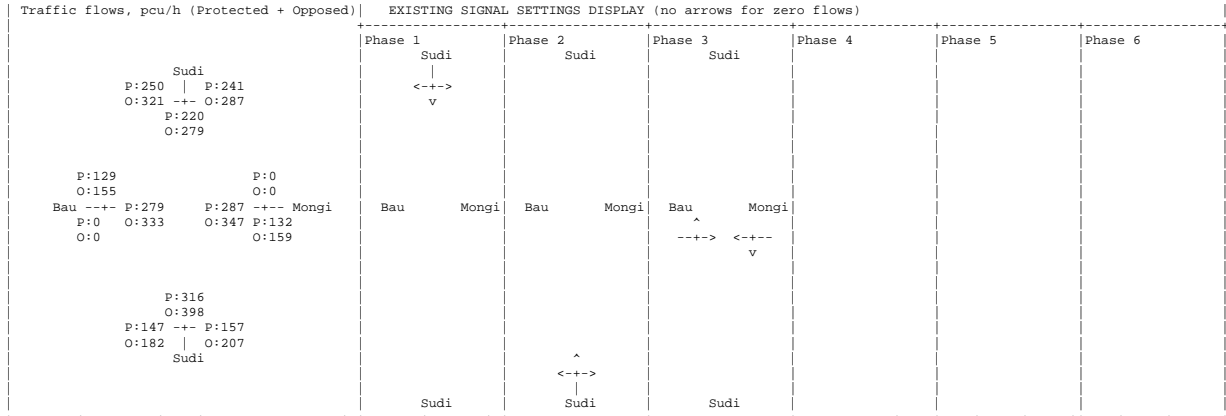 Traffic flows, pcu/h (Protected + Opposed)| EXISTING SIGNAL SETTINGS DISPLAY (no arrows for zero flows)
|Phase 1 |Phase 2 |Phase 3 |Phase 4 |Phase 5 |Phase 6
Sudi Sudi Sudi
Sudi |
P:250 | P:241 <-+->
O:321 -+- O:287 v
P:220
O:279
P:129 P:0
O:155 O:0
Bau --+- P:279 P:287 -+-- Mongi | Bau Mongi| Bau Mongi| Bau Mongi|
P:0 O:333 O:347 P:132 ^
O:0 O:159 --+-> <-+--
v
P:316
O:398
P:147 -+- P:157
O:182 | O:207
Sudi ^
<-+->
|
Sudi Sudi Sudi